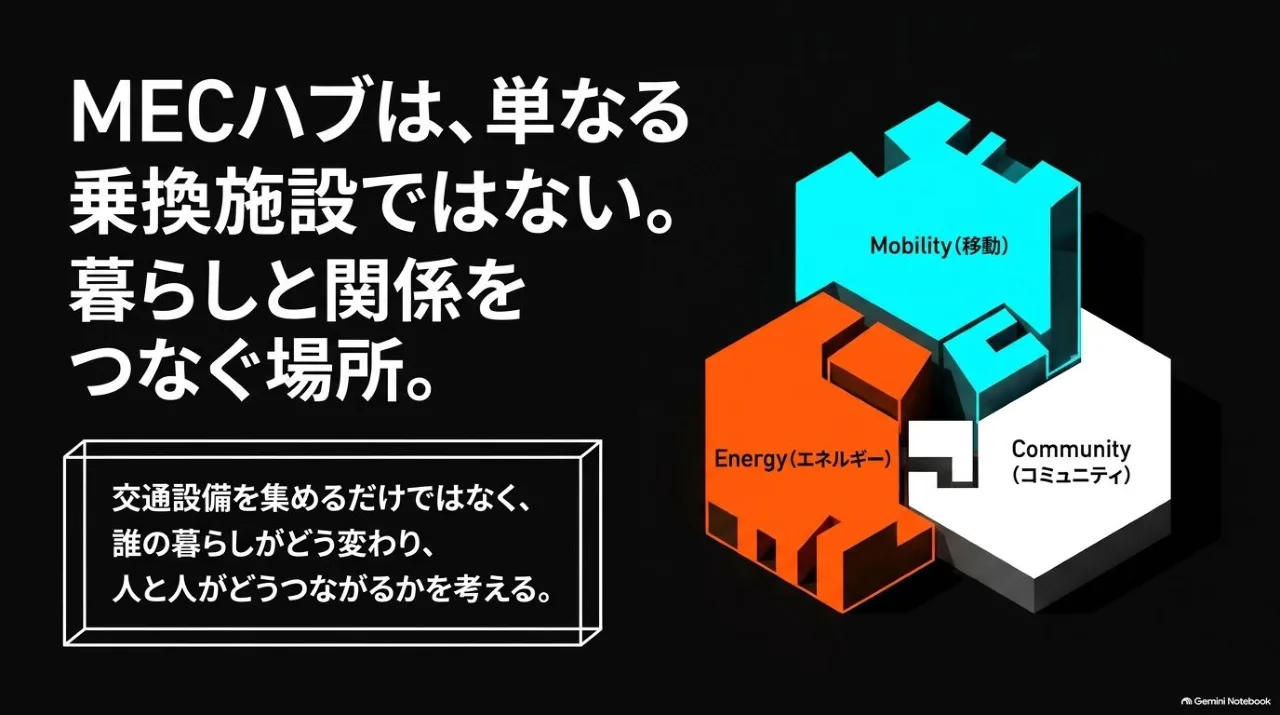 MECハブは、単なる
乗換施設ではない。
暮らしと関係を
つなぐ場所。
交通設備を集めるだけではなく、
誰の暮らしがどう変わり、
人と人がどうつながるかを考える。
Mobility(移動)
Energy(エネルギー)
Community
(コミュニティ)
Gemini Notebook